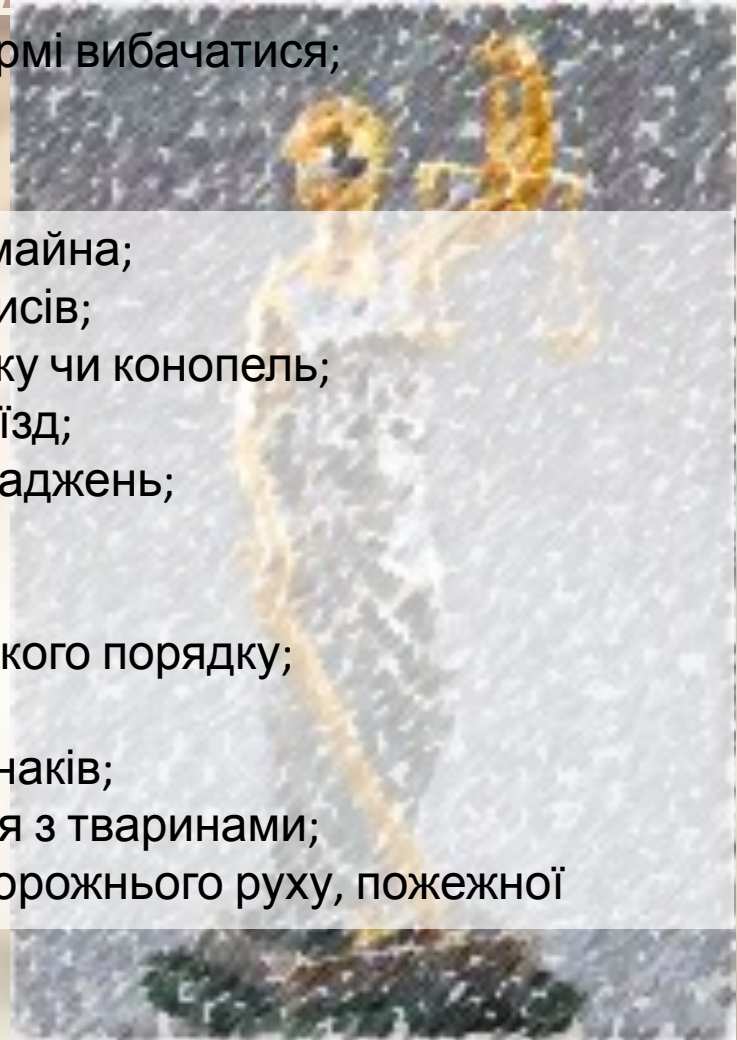 рмі вибачатися;
майна;
исів;
ку чи конопель;
їзд;
аджень;
кого порядку;
наків;
я з тваринами;
орожнього руху, пожежної